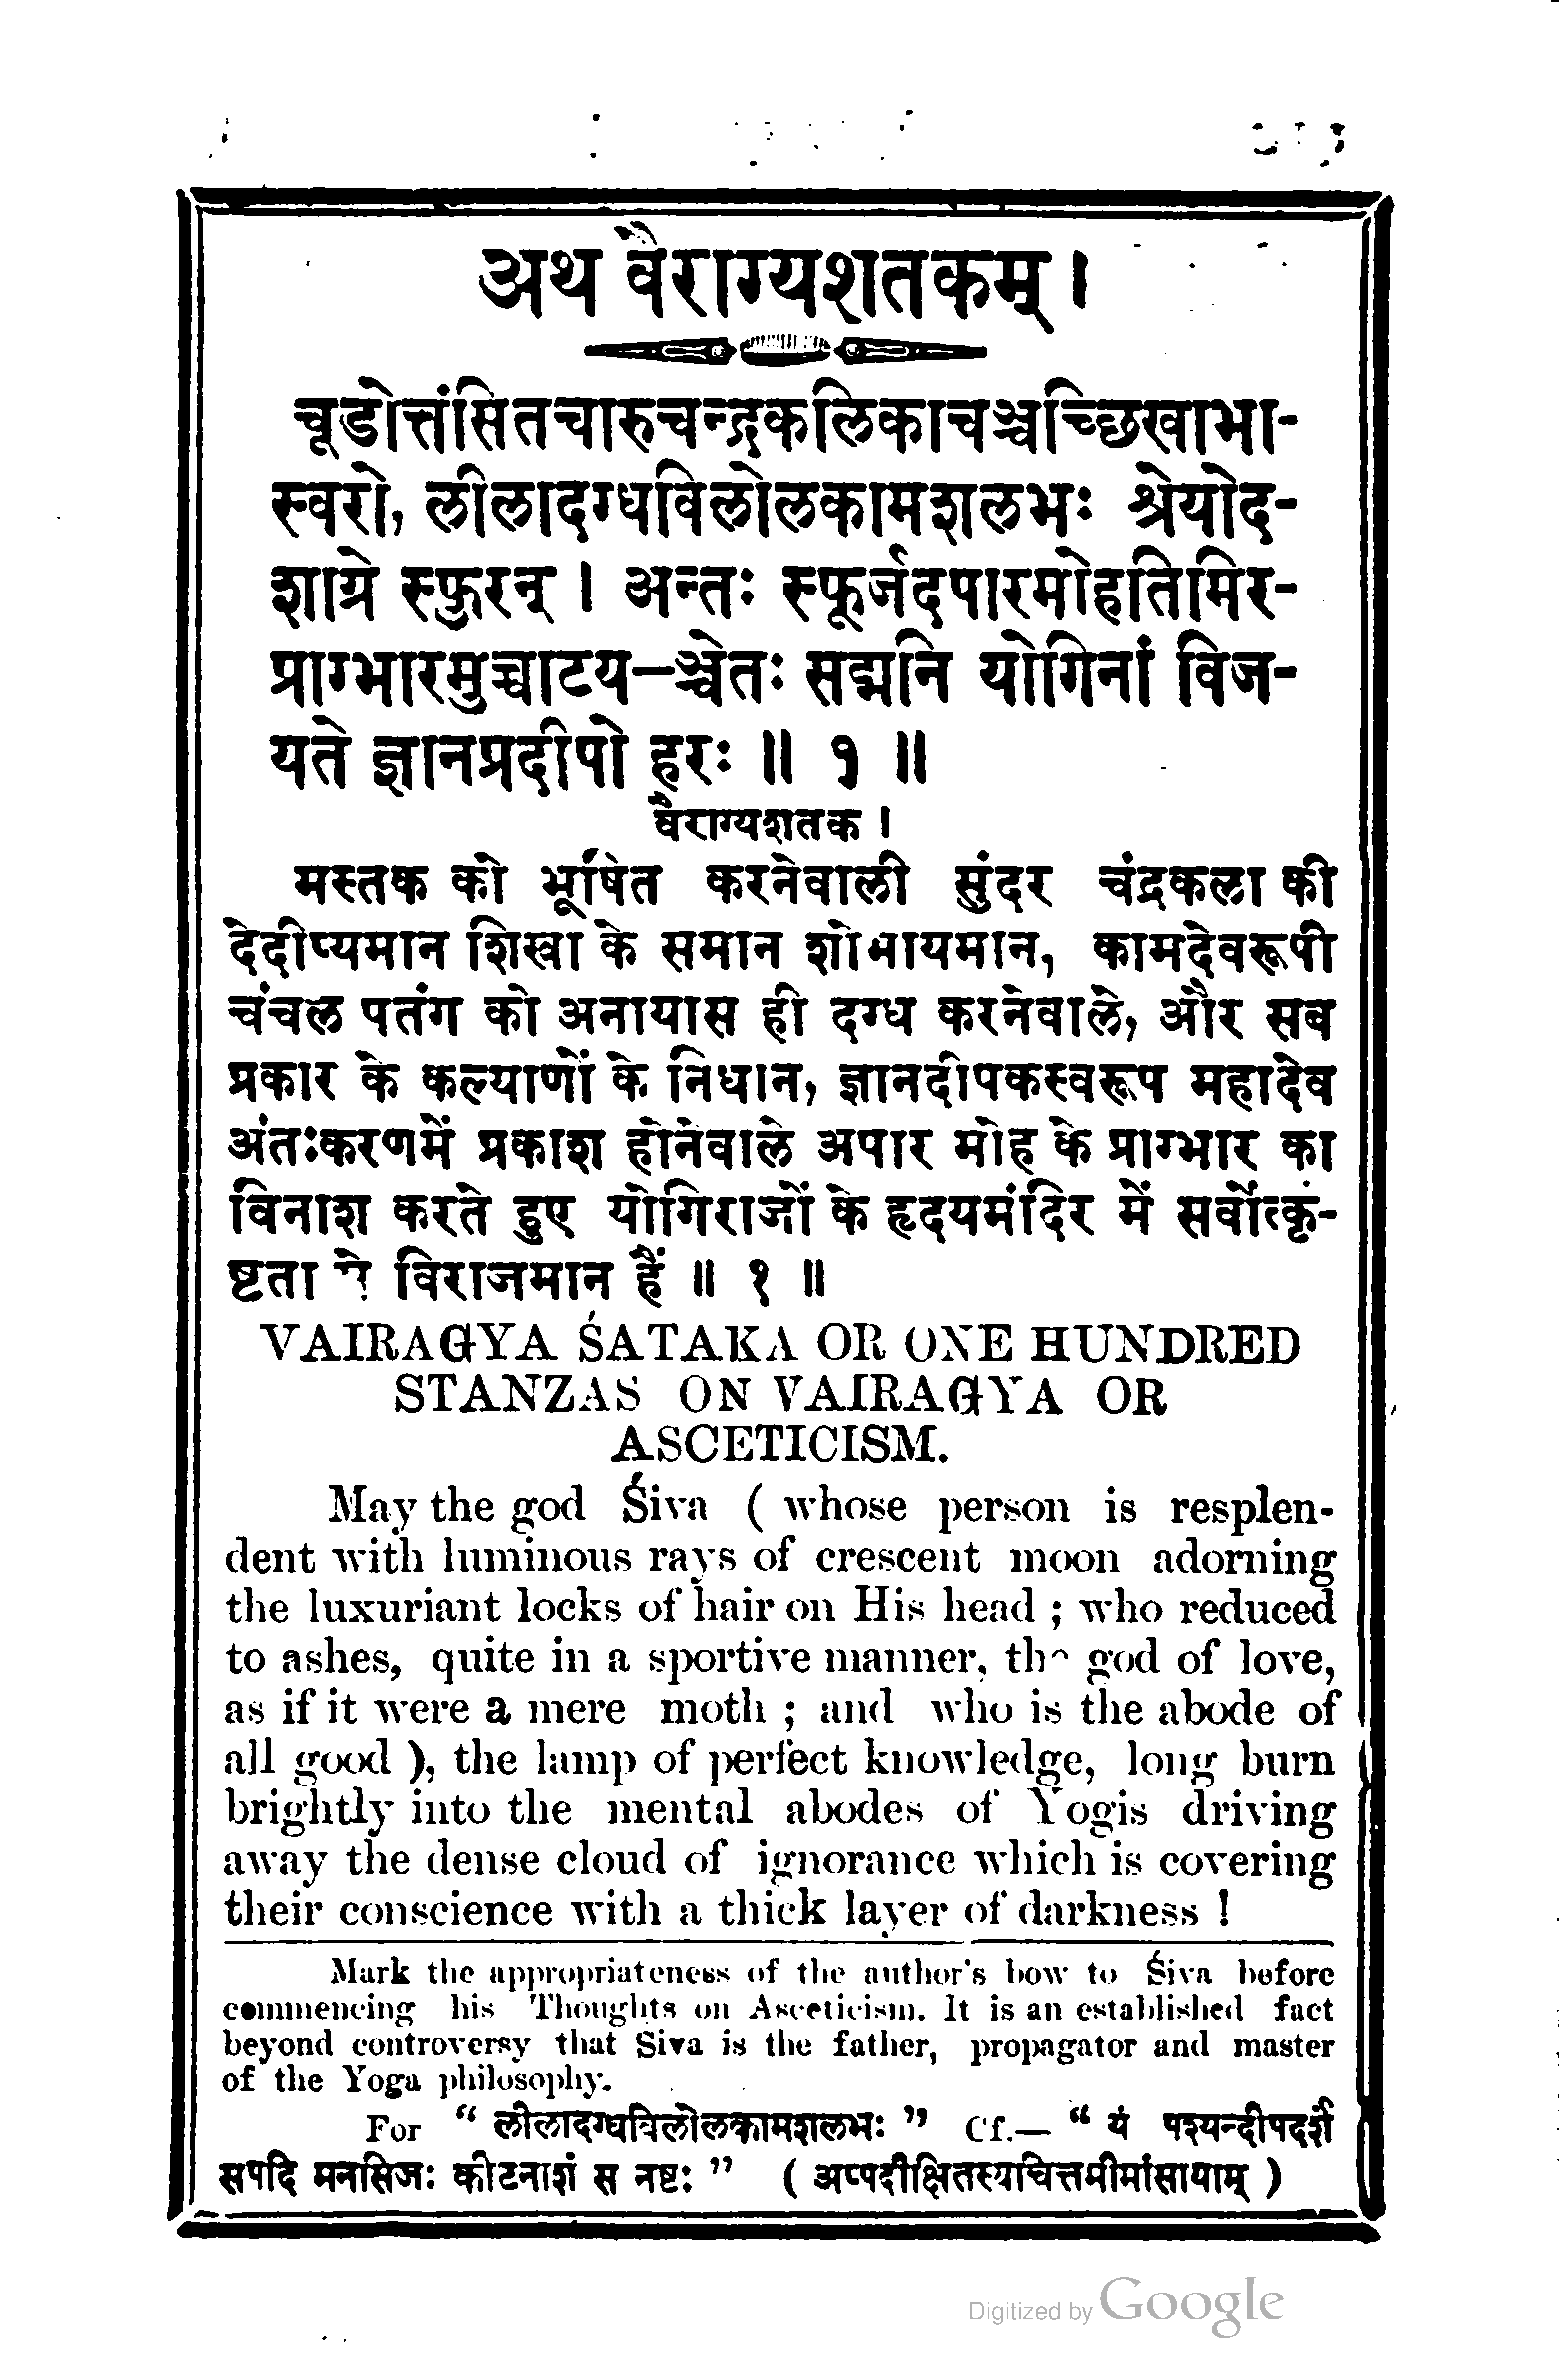 अथ वैराग्यशतकम् ।
चूडोत्तंसितचारुचन्द्रकलिकाचञ्चच्छिखाभा-
स्वरो, लीलादग्धविलोलकामशलभः श्रेयोद-
शाग्रे स्फुरन् । अन्तः स्फूर्जदपारमोहतिमिर-
प्राग्भारमुच्चाटय—श्चेतः सद्मनि योगिनां विज-
यते ज्ञानप्रदीपो हरः ॥ १ ॥
वैराग्यशतक ।
मस्तक को भूषित करनेवाली सुंदर चंद्रकला की
देदीप्यमान शिखा के समान शोभायमान, कामदेवरूपी
चंचल पतंग को अनायास ही दग्ध करनेवाले, और सब
प्रकार के कल्याणों के निधान, ज्ञानदीपकस्वरूप महादेव
अंतःकरणमें प्रकाश होनेवाले अपार मोह के प्राग्भार का
विनाश करते हुए योगिराजों के हृदयमंदिर में सर्वोत्कृ-
ष्टता से विराजमान हैं ॥ १ ॥
VAIRAGYA ŚATAKA OR ONE HUNDRED
STANZAS ON VAIRAGYA OR
ASCETICISM.
May the god Śiva ( whose person is resplen-
dent with luminous rays of crescent moon adorning
the luxuriant locks of hair on His head ; who reduced
to ashes, quite in a sportive manner, the god of love,
as if it were a mere moth ; and who is the abode of
all good ), the lamp of perfect knowledge, long burn
brightly into the mental abodes of Yogis driving
away the dense cloud of ignorance which is covering
their conscience with a thick layer of darkness !
Mark the appropriateness of the author's bow to Śiva before
commencing his Thoughts on Asceticism. It is an established fact
beyond controversy that Siva is the father, propagator and master
of the Yoga philosophy.
For “ लीलादग्धविलोलकामशलभः ” Cf.— “ यं पश्यन्दीपदर्शं
सपदि मनसिजः कीटनाशं स नष्टः ” ( अप्पदीक्षितस्यचित्तमीमांसायाम् )
Digitized by Google